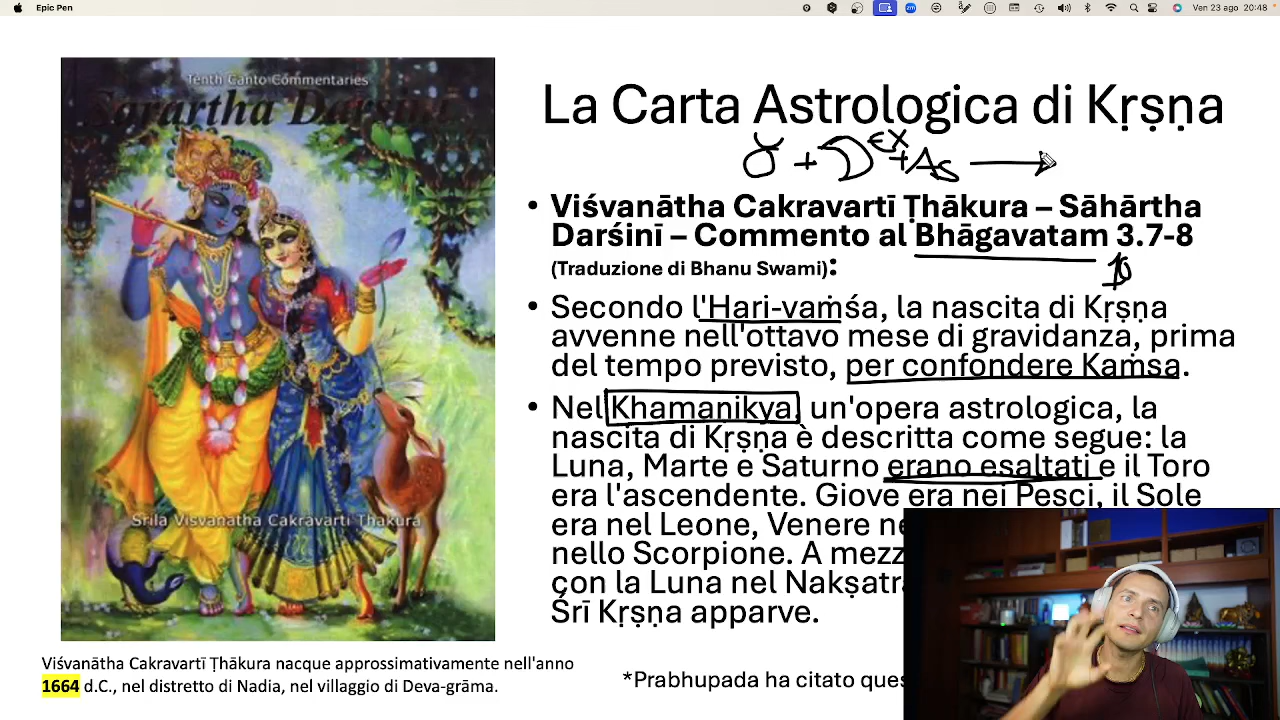 Epic Pen
Ven 23 ago 20:48
Tenth Canto Commentaries
Sarartha Darsini
Srila Visvanatha Cakravarti Thakura
La Carta Astrologica di Kṛṣṇa
♉ + ☽ ex + As →
• Viśvanātha Cakravartī Ṭhākura – Sāhārtha
Darśinī – Commento al Bhāgavatam 3.7-8
(Traduzione di Bhanu Swami):
10
• Secondo l'Hari-vaṁśa, la nascita di Kṛṣṇa
avvenne nell'ottavo mese di gravidanza, prima
del tempo previsto, per confondere Kaṁsa.
• Nel Khamanikya, un'opera astrologica, la
nascita di Kṛṣṇa è descritta come segue: la
Luna, Marte e Saturno erano esaltati e il Toro
era l'ascendente. Giove era nei Pesci, il Sole
era nel Leone, Venere
nello Scorpione. A
con la Luna nel
Śrī Kṛṣṇa apparve.
Viśvanātha Cakravartī Ṭhākura nacque approssimativamente nell'anno
1664 d.C., nel distretto di Nadia, nel villaggio di Deva-grāma.
*Prabhupada ha citato